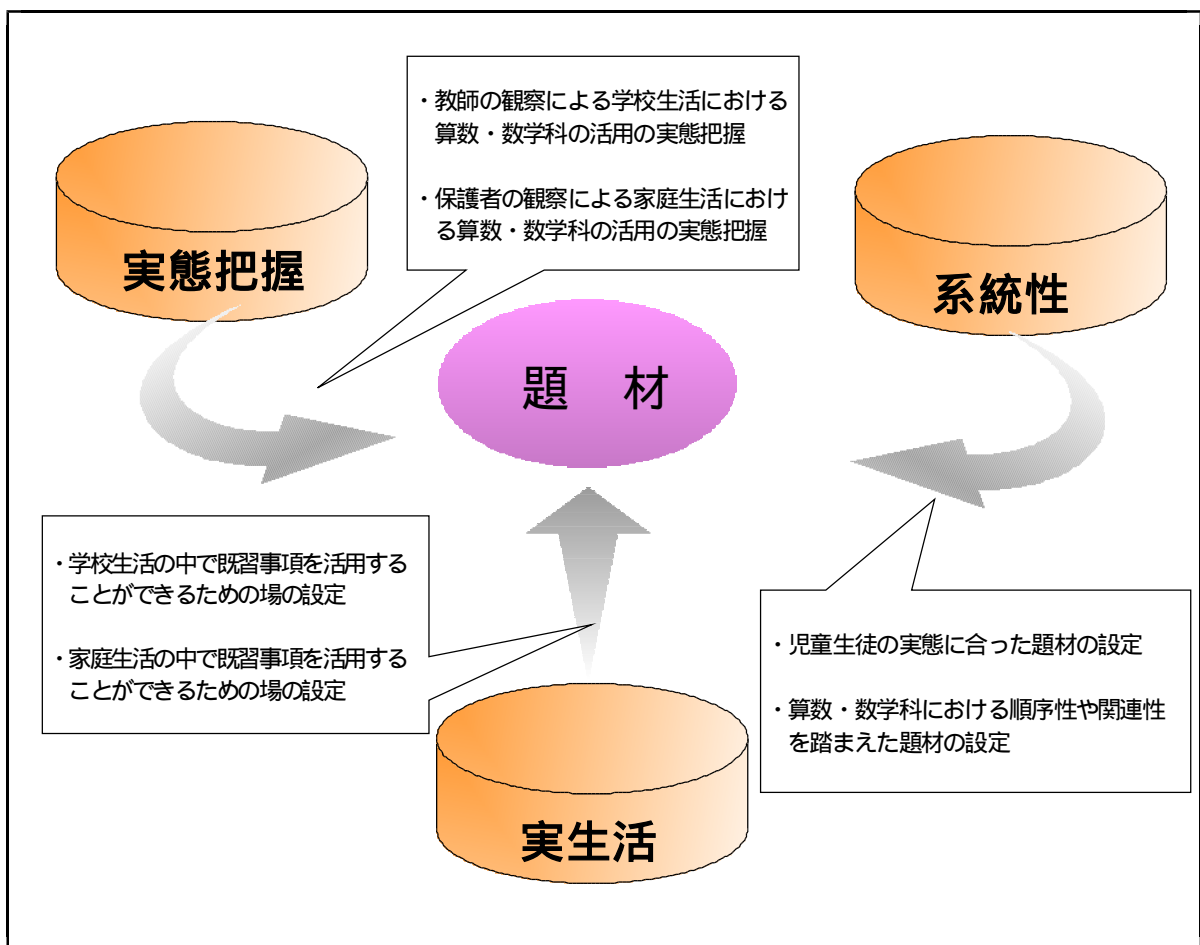 ・教師の観察による学校生活における
算数・数学科の活用の実態把握
・保護者の観察による家庭生活におけ
る算数・数学科の活用の実態把握
実態把握
系統性
題 材
・学校生活の中で既習事項を活用する
ことができるための場の設定
・家庭生活の中で既習事項を活用する
ことができるための場の設定
・児童生徒の実態に合った題材の設定
・算数・数学科における順序性や関連性
を踏まえた題材の設定
実生活